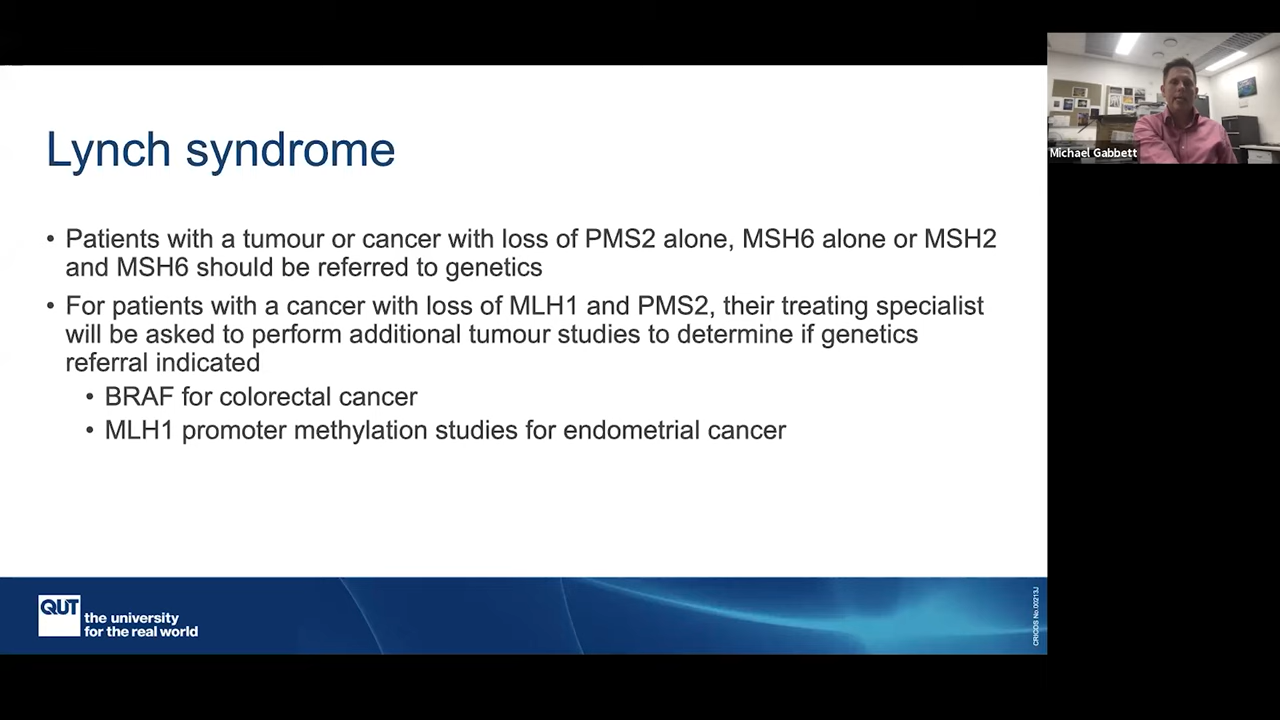 Lynch syndrome
• Patients with a tumour or cancer with loss of PMS2 alone, MSH6 alone or MSH2
and MSH6 should be referred to genetics
• For patients with a cancer with loss of MLH1 and PMS2, their treating specialist
will be asked to perform additional tumour studies to determine if genetics
referral indicated
• BRAF for colorectal cancer
• MLH1 promoter methylation studies for endometrial cancer
Michael Gabbett
QUT
the university
for the real world
CRICOS No.00213J